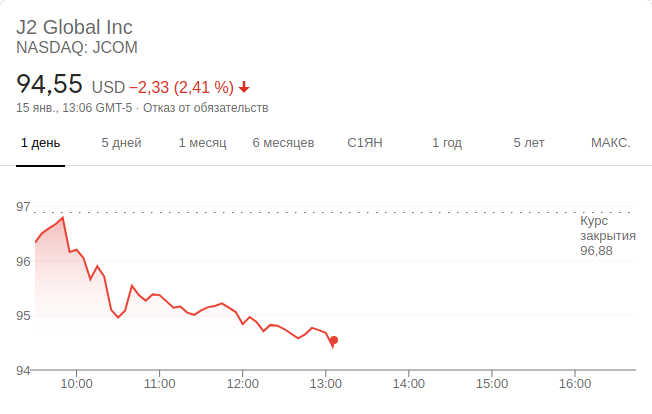 J2 Global Inc
NASDAQ: JCOM
94,55 USD −2,33 (2,41 %)
15 янв., 13:06 GMT-5 · Отказ от обязательств
1 день 5 дней 1 месяц 6 месяцев С1ЯН 1 год 5 лет МАКС.
97
Курс
закрытия
96,88
96
95
94
10:00 11:00 12:00 13:00 14:00 15:00 16:00